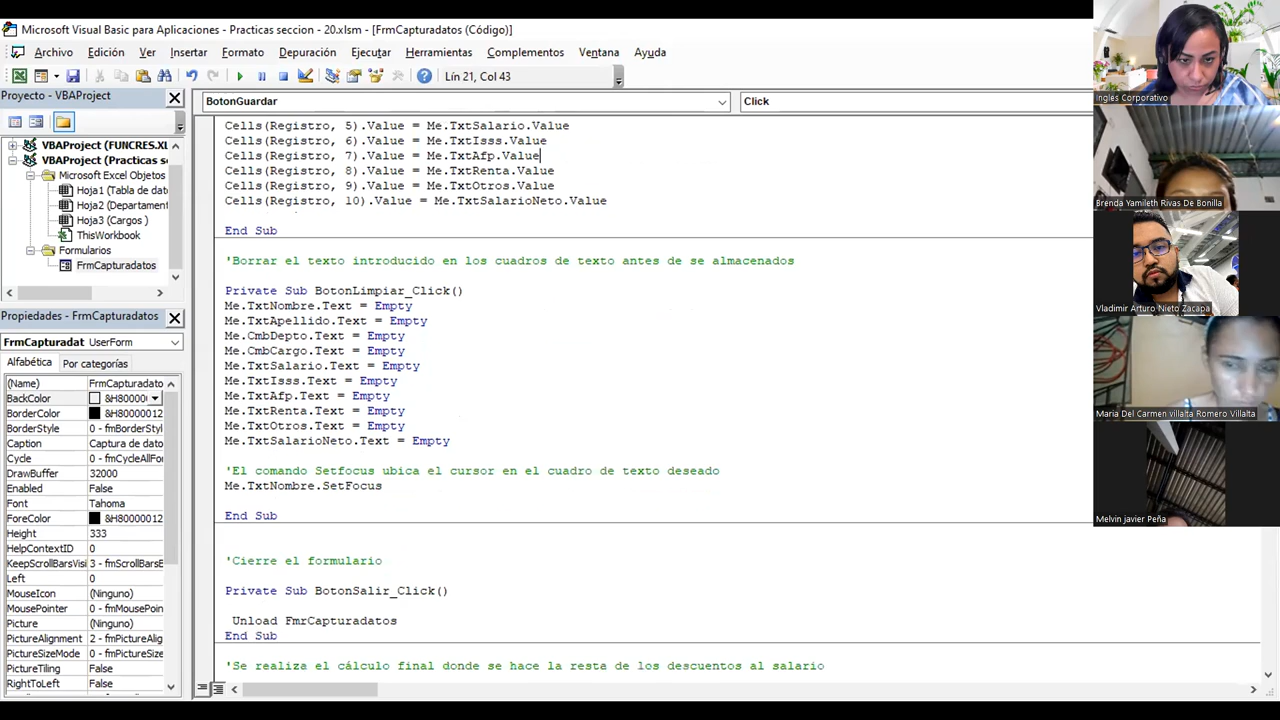 Microsoft Visual Basic para Aplicaciones - Practicas seccion - 20.xlsm - [FrmCapturadatos (Código)]
Archivo Edición Ver Insertar Formato Depuración Ejecutar Herramientas Complementos Ventana Ayuda
Lín 21, Col 43
Proyecto - VBAProject
VBAProject (FUNCRES.XL
VBAProject (Practicas se
Microsoft Excel Objetos
Hoja1 (Tabla de dat
Hoja2 (Departament
Hoja3 (Cargos )
ThisWorkbook
Formularios
FrmCapturadatos
Propiedades - FrmCapturadatos
FrmCapturadat UserForm
Alfabética Por categorías
(Name) FrmCapturadato
BackColor &H80000(
BorderColor &H80000012
BorderStyle 0 - fmBorderStyl
Caption Captura de dato
Cycle 0 - fmCycleAllFor
DrawBuffer 32000
Enabled False
Font Tahoma
ForeColor &H80000012
Height 333
HelpContextID 0
KeepScrollBarsVisi 3 - fmScrollBarsB
Left 0
MouseIcon (Ninguno)
MousePointer 0 - fmMousePoin
Picture (Ninguno)
PictureAlignment 2 - fmPictureAlig
PictureSizeMode 0 - fmPictureSize
PictureTiling False
RightToLeft False
BotonGuardar Click
Cells(Registro, 5).Value = Me.TxtSalario.Value
Cells(Registro, 6).Value = Me.TxtIsss.Value
Cells(Registro, 7).Value = Me.TxtAfp.Value
Cells(Registro, 8).Value = Me.TxtRenta.Value
Cells(Registro, 9).Value = Me.TxtOtros.Value
Cells(Registro, 10).Value = Me.TxtSalarioNeto.Value
End Sub
'Borrar el texto introducido en los cuadros de texto antes de se almacenados
Private Sub BotonLimpiar_Click()
Me.TxtNombre.Text = Empty
Me.TxtApellido.Text = Empty
Me.CmbDepto.Text = Empty
Me.CmbCargo.Text = Empty
Me.TxtSalario.Text = Empty
Me.TxtIsss.Text = Empty
Me.TxtAfp.Text = Empty
Me.TxtRenta.Text = Empty
Me.TxtOtros.Text = Empty
Me.TxtSalarioNeto.Text = Empty
'El comando Setfocus ubica el cursor en el cuadro de texto deseado
Me.TxtNombre.SetFocus
End Sub
'Cierre el formulario
Private Sub BotonSalir_Click()
Unload FmrCapturadatos
End Sub
'Se realiza el cálculo final donde se hace la resta de los descuentos al salario
Ingles Corporativo
Brenda Yamileth Rivas De Bonilla
Vladimir Arturo Nieto Zacapa
Maria Del Carmen villalta Romero Villalta
Melvin javier Peña